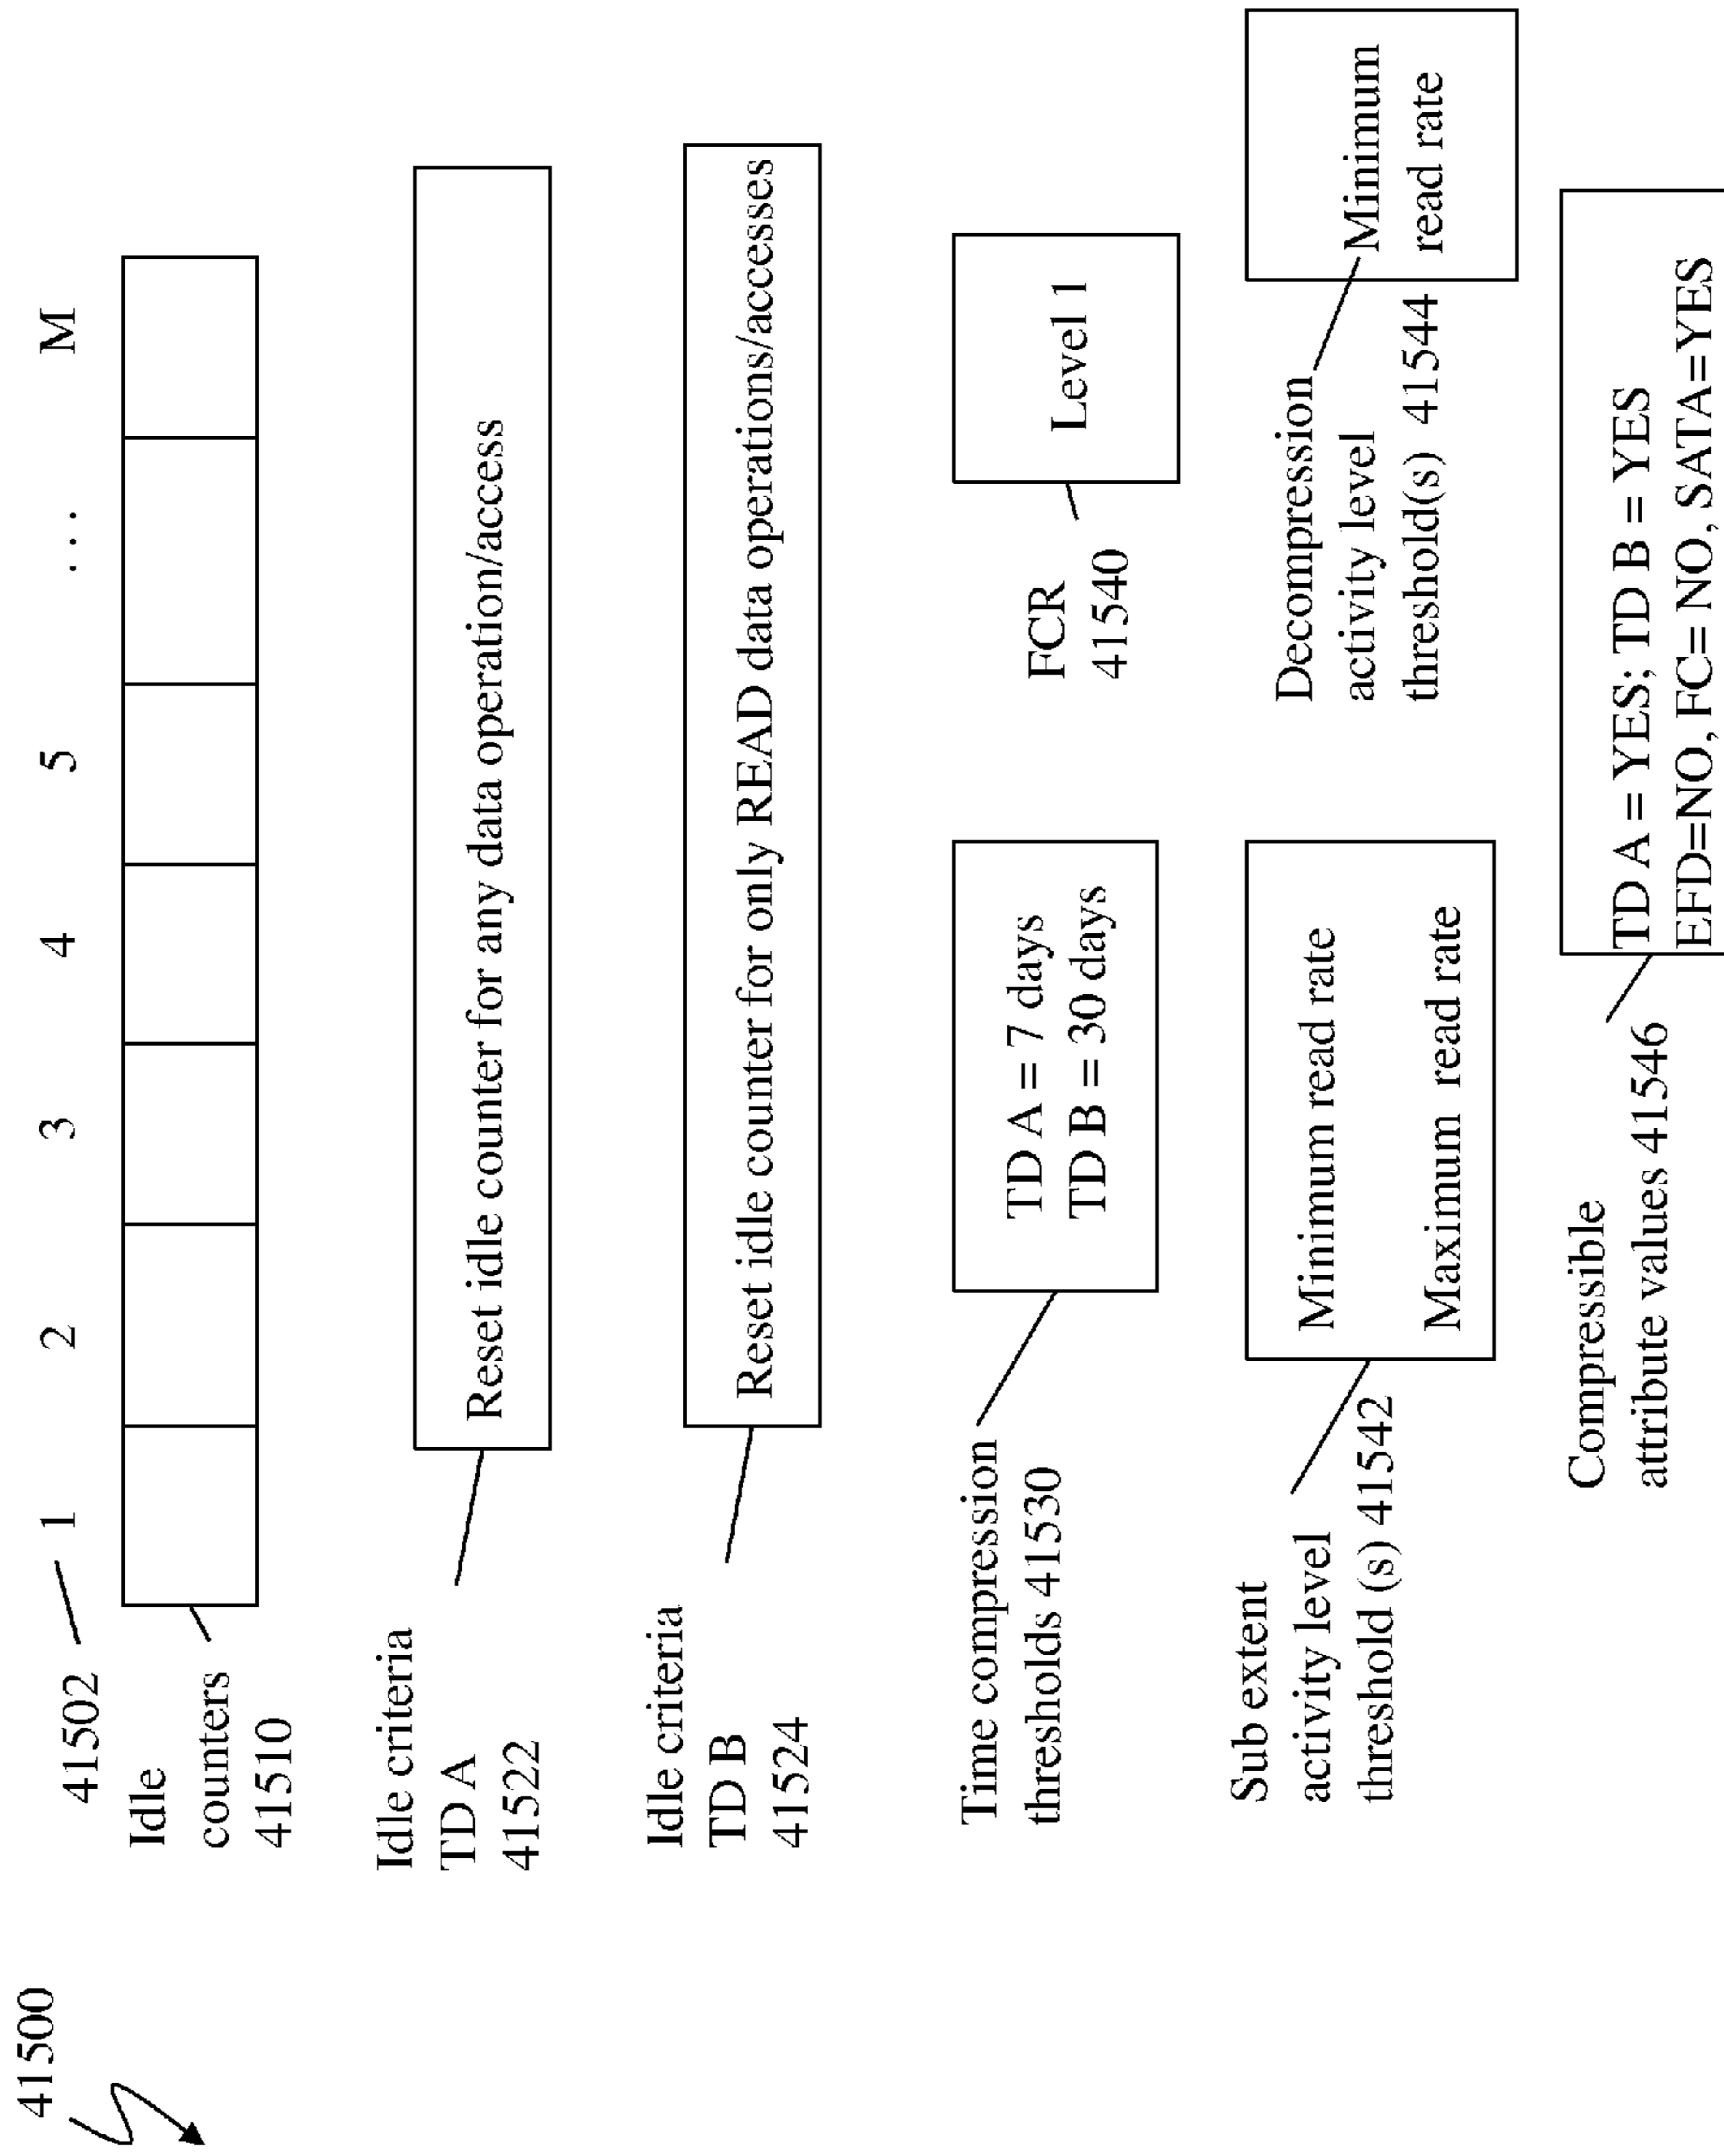 41500
41502
1 2 3 4 5 ... M
Idle
counters
41510
Idle criteria
TD A
41522
Reset idle counter for any data operation/access
Idle criteria
TD B
41524
Reset idle counter for only READ data operations/accesses
Time compression
thresholds 41530
TD A = 7 days
TD B = 30 days
FCR
41540
Level 1
Sub extent
activity level
threshold (s) 41542
Minimum read rate
Maximum read rate
Decompression
activity level
threshold(s) 41544
Minimum
read rate
Compressible
attribute values 41546
TD A = YES; TD B = YES
EFD=NO, FC= NO, SATA=YES